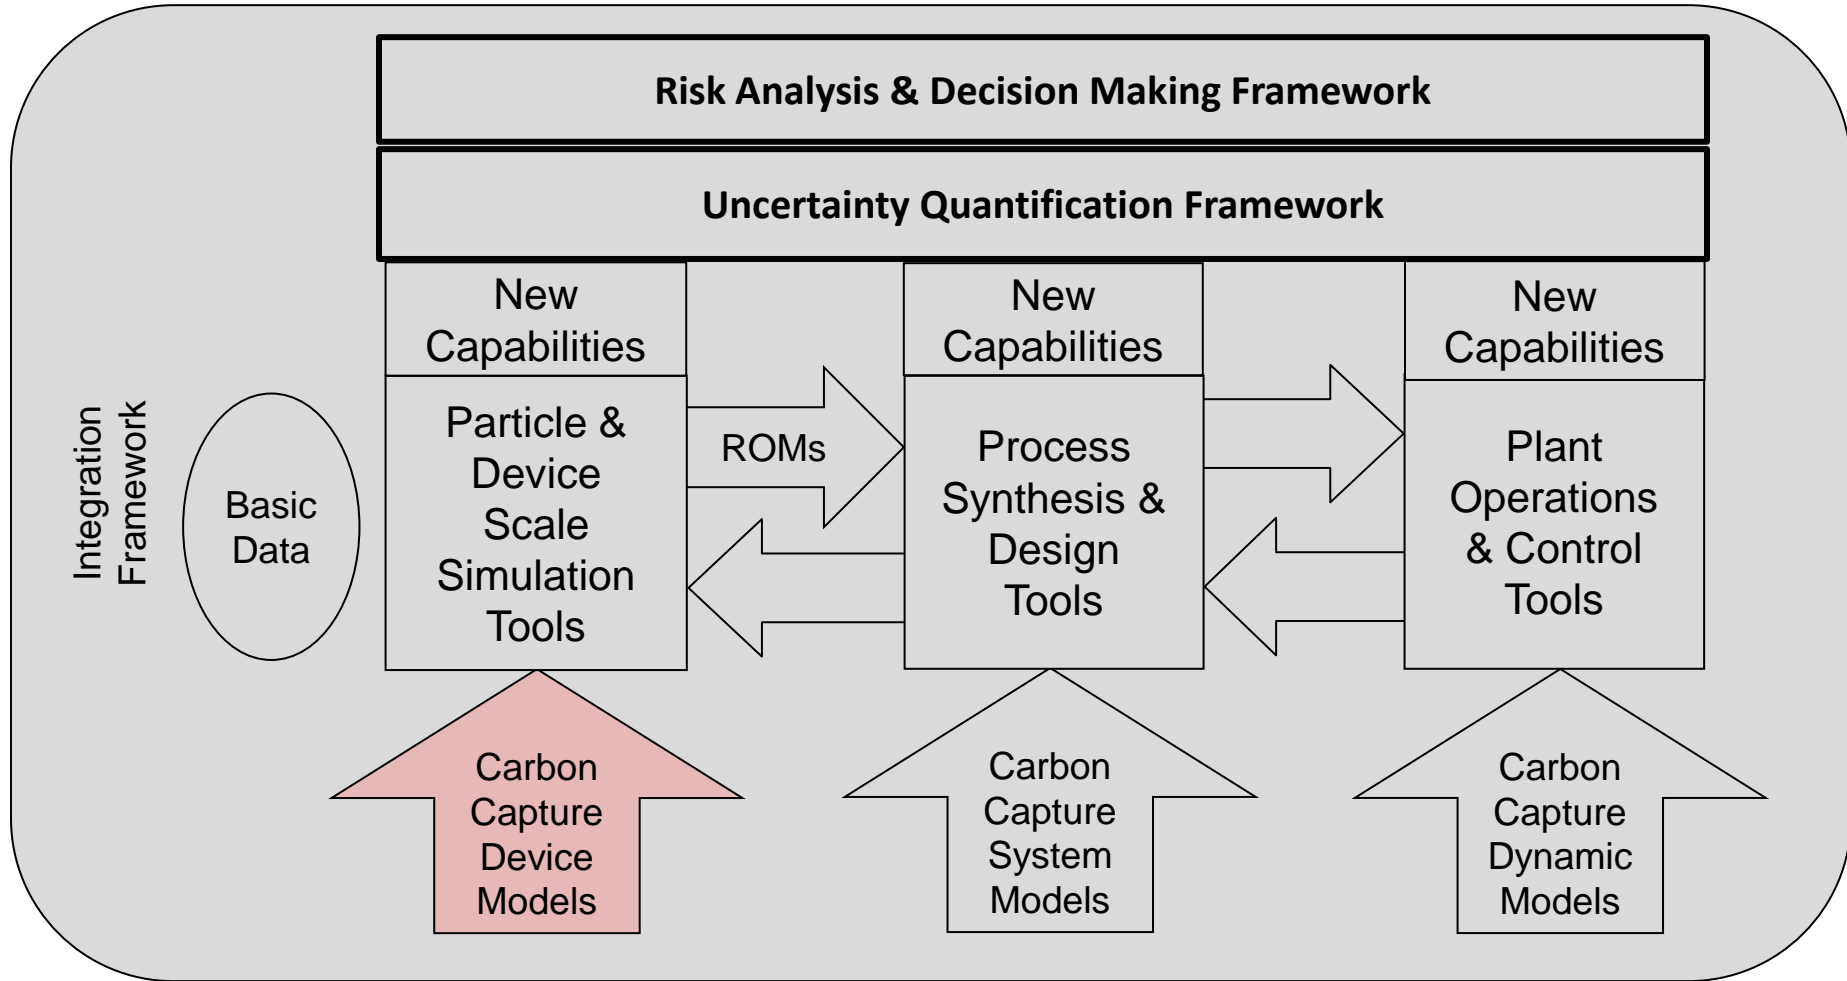 Risk Analysis & Decision Making Framework
Uncertainty Quantification Framework
New
Capabilities
New
Capabilities
New
Capabilities
Integration
Framework
Basic
Data
Particle &
Device
Scale
Simulation
Tools
ROMs
Process
Synthesis &
Design
Tools
Plant
Operations
& Control
Tools
Carbon
Capture
Device
Models
Carbon
Capture
System
Models
Carbon
Capture
Dynamic
Models